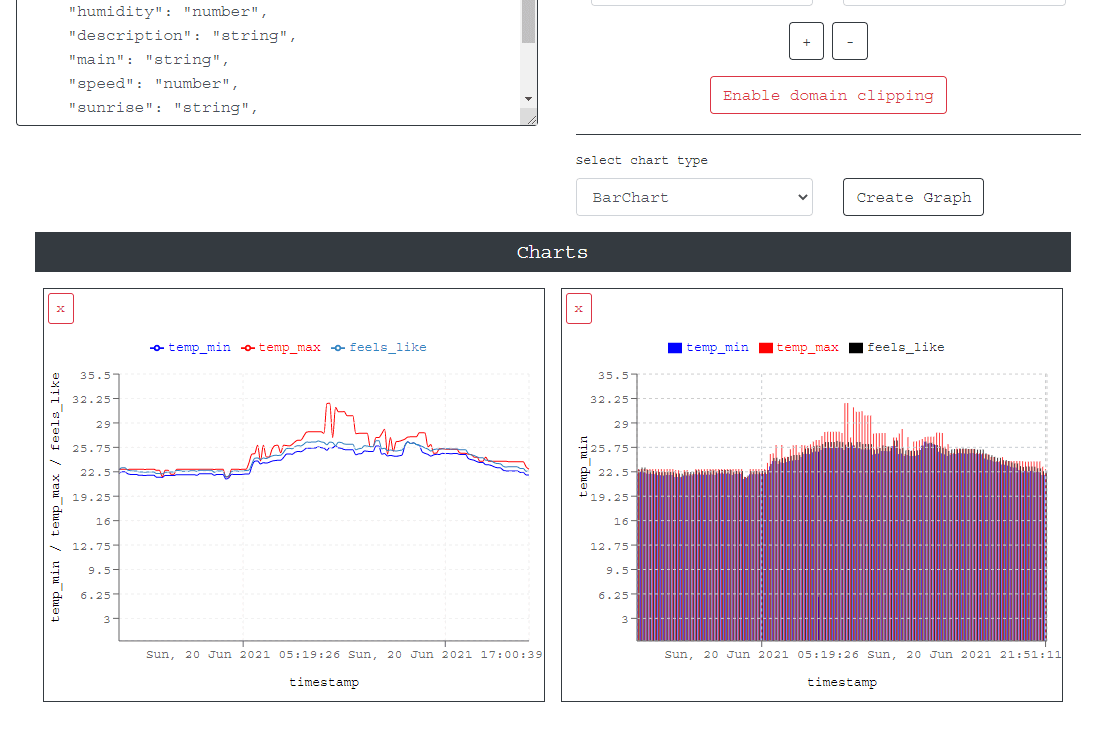 "humidity": "number",
"description": "string",
"main": "string",
"speed": "number",
"sunrise": "string",
+ -
Enable domain clipping
Select chart type
BarChart
Create Graph
Charts
x
temp_min temp_max feels_like
temp_min / temp_max / feels_like
35.5
32.25
29
25.75
22.5
19.25
16
12.75
9.5
6.25
3
Sun, 20 Jun 2021 05:19:26 Sun, 20 Jun 2021 17:00:39
timestamp
x
temp_min temp_max feels_like
temp_min
35.5
32.25
29
25.75
22.5
19.25
16
12.75
9.5
6.25
3
Sun, 20 Jun 2021 05:19:26 Sun, 20 Jun 2021 21:51:11
timestamp